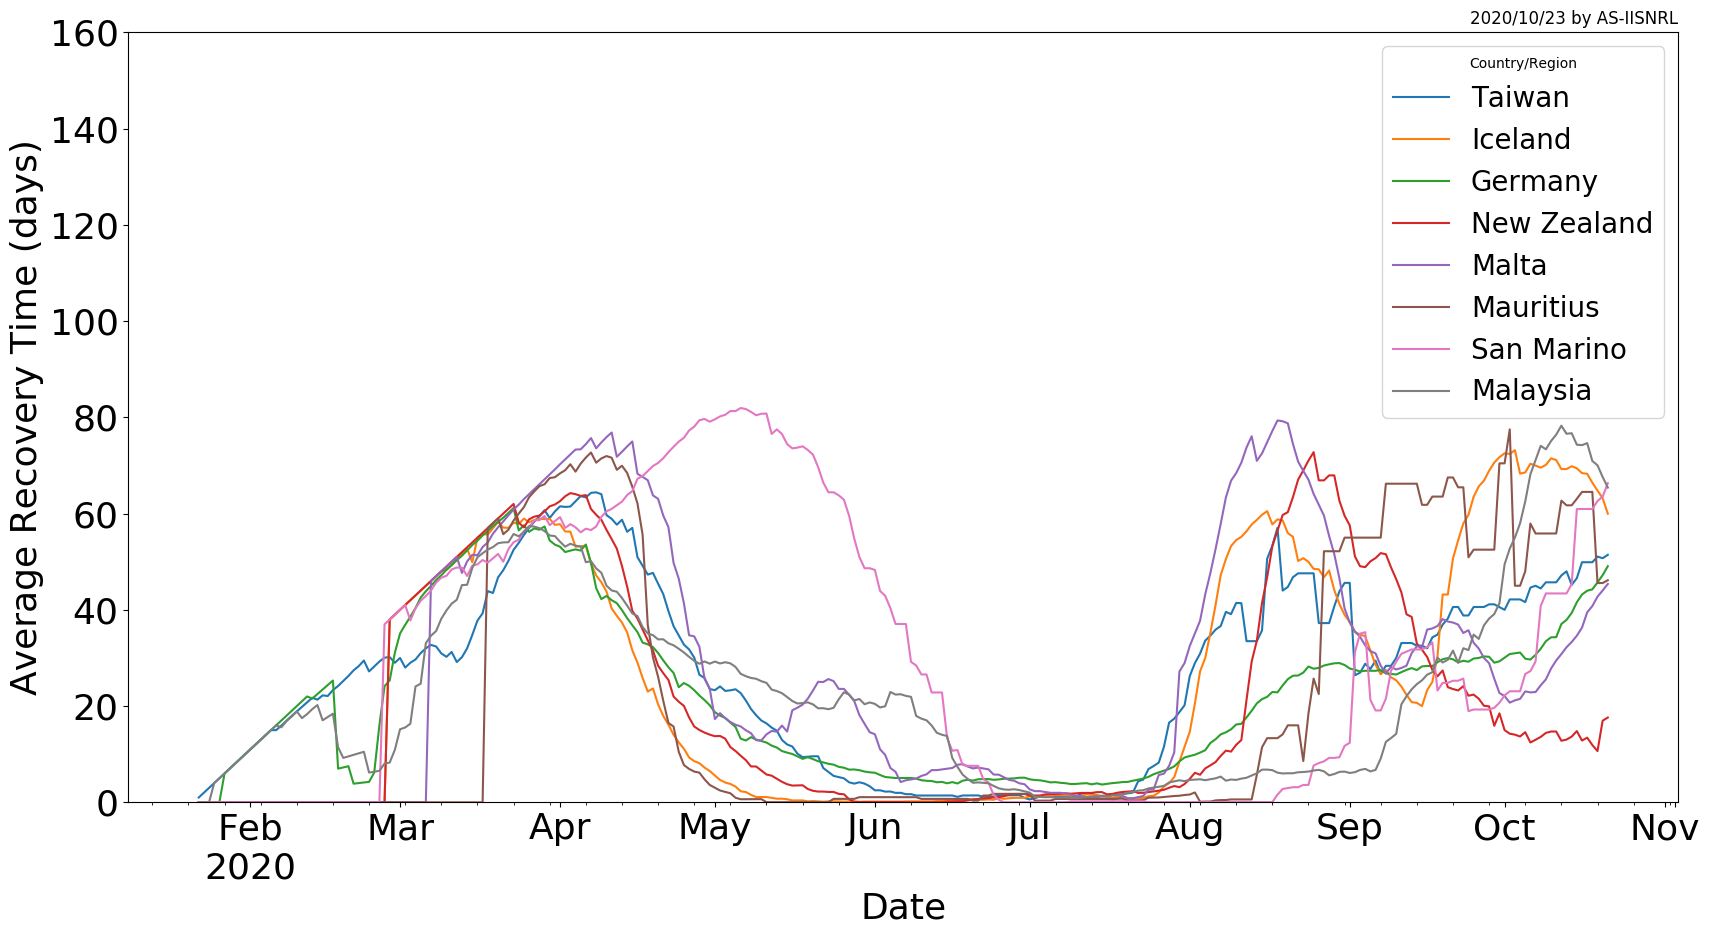 2020/10/23 by AS-IISNRL
Average Recovery Time (days)
160
140
120
100
80
60
40
20
0
Country/Region
Taiwan
Iceland
Germany
New Zealand
Malta
Mauritius
San Marino
Malaysia
Feb Mar Apr May Jun Jul Aug Sep Oct Nov
2020
Date